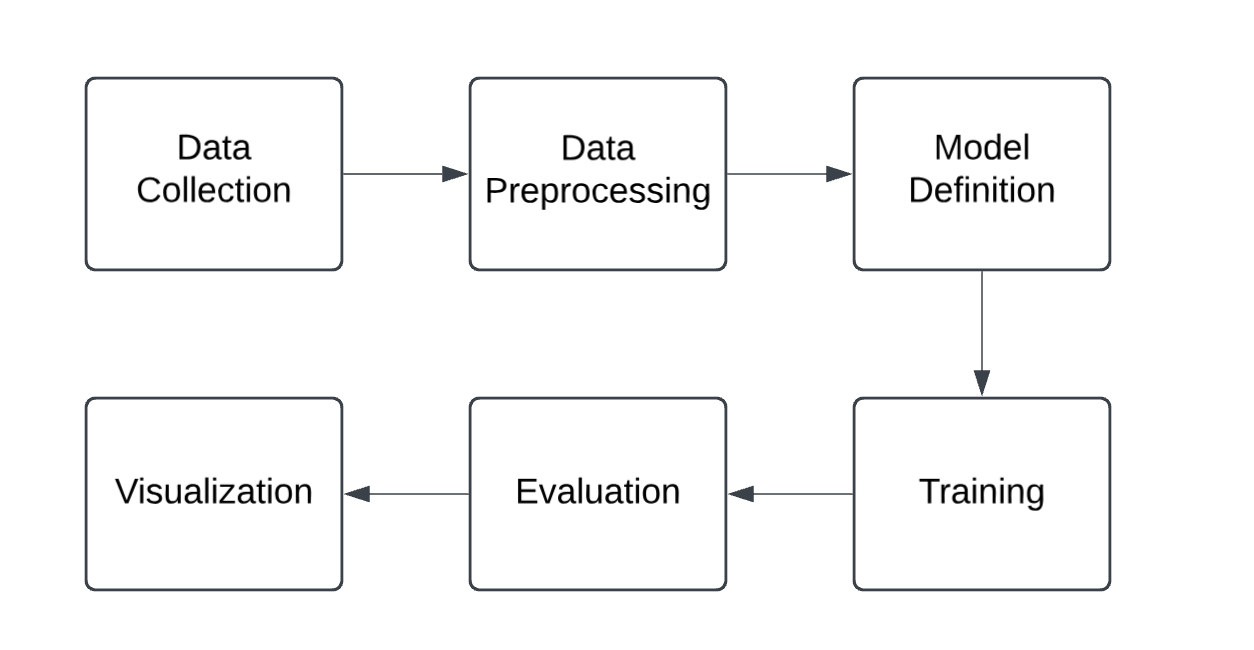 Data
Collection
Data
Preprocessing
Model
Definition
Visualization
Evaluation
Training